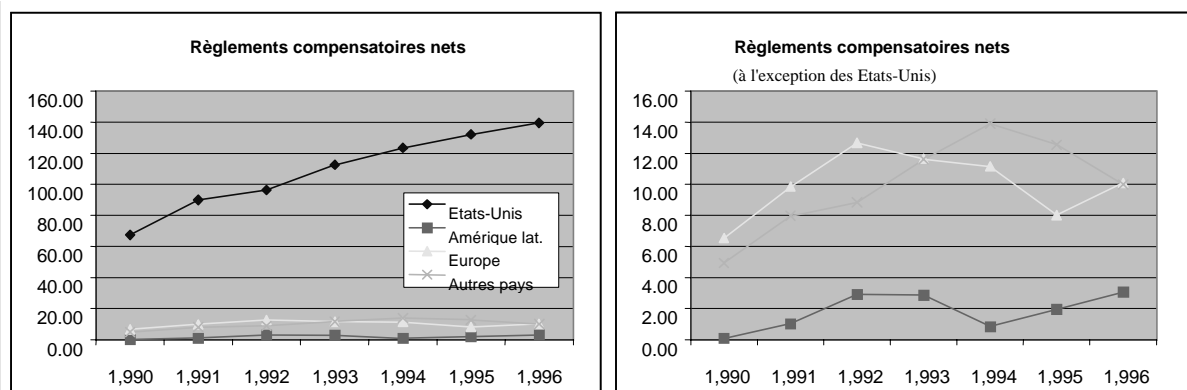 Règlements compensatoires nets
160.00
140.00
120.00
100.00
80.00
60.00
40.00
20.00
0.00
1,990 1,991 1,992 1,993 1,994 1,995 1,996
Etats-Unis
Amérique lat.
Europe
Autres pays
Règlements compensatoires nets
(à l'exception des Etats-Unis)
16.00
14.00
12.00
10.00
8.00
6.00
4.00
2.00
0.00
1,990 1,991 1,992 1,993 1,994 1,995 1,996